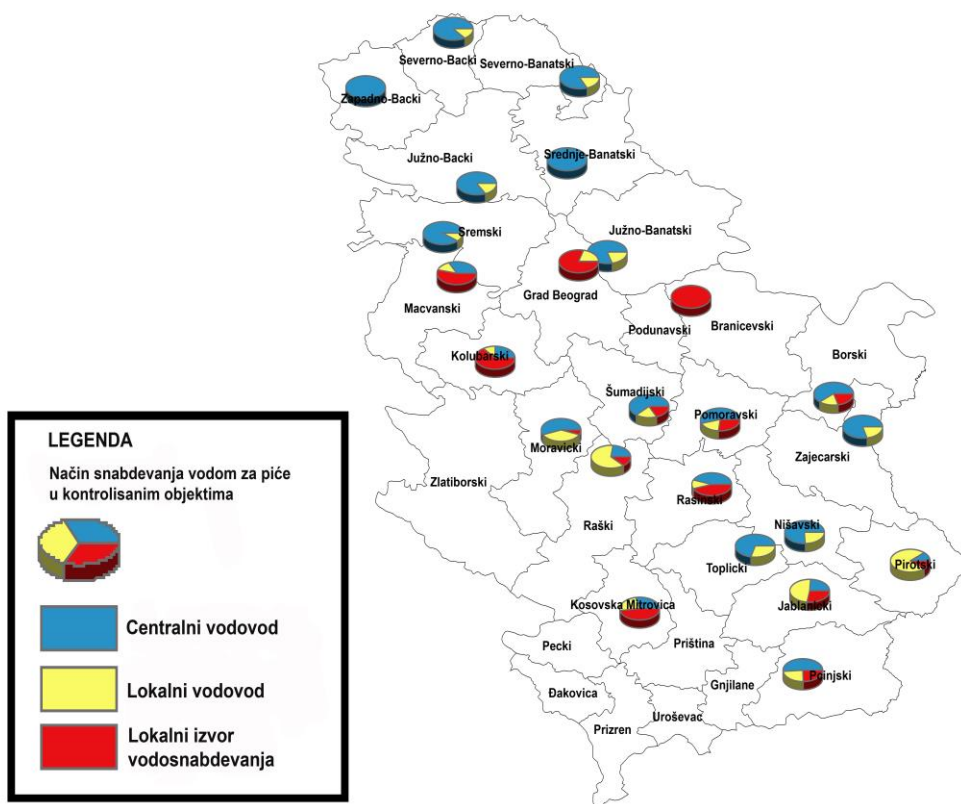 Severno-Backi
Severno-Banatski
Zapadno-Backi
Južno-Backi
Srednje-Banatski
Sremski
Južno-Banatski
Grad Beograd
Macvanski
Podunavski
Branicevski
Borski
Kolubarski
Šumadijski
Pomoravski
Moravicki
Zajecarski
Zlatiborski
Rasinski
Raški
Nišavski
Toplicki
Pirotski
Kosovska Mitrovica
Jablanicki
Pecki
Priština
Pcinjski
Gnjilane
Đakovica
Uroševac
Prizren
LEGENDA
Način snabdevanja vodom za piće
u kontrolisanim objektima
Centralni vodovod
Lokalni vodovod
Lokalni izvor
vodosnabdevanja